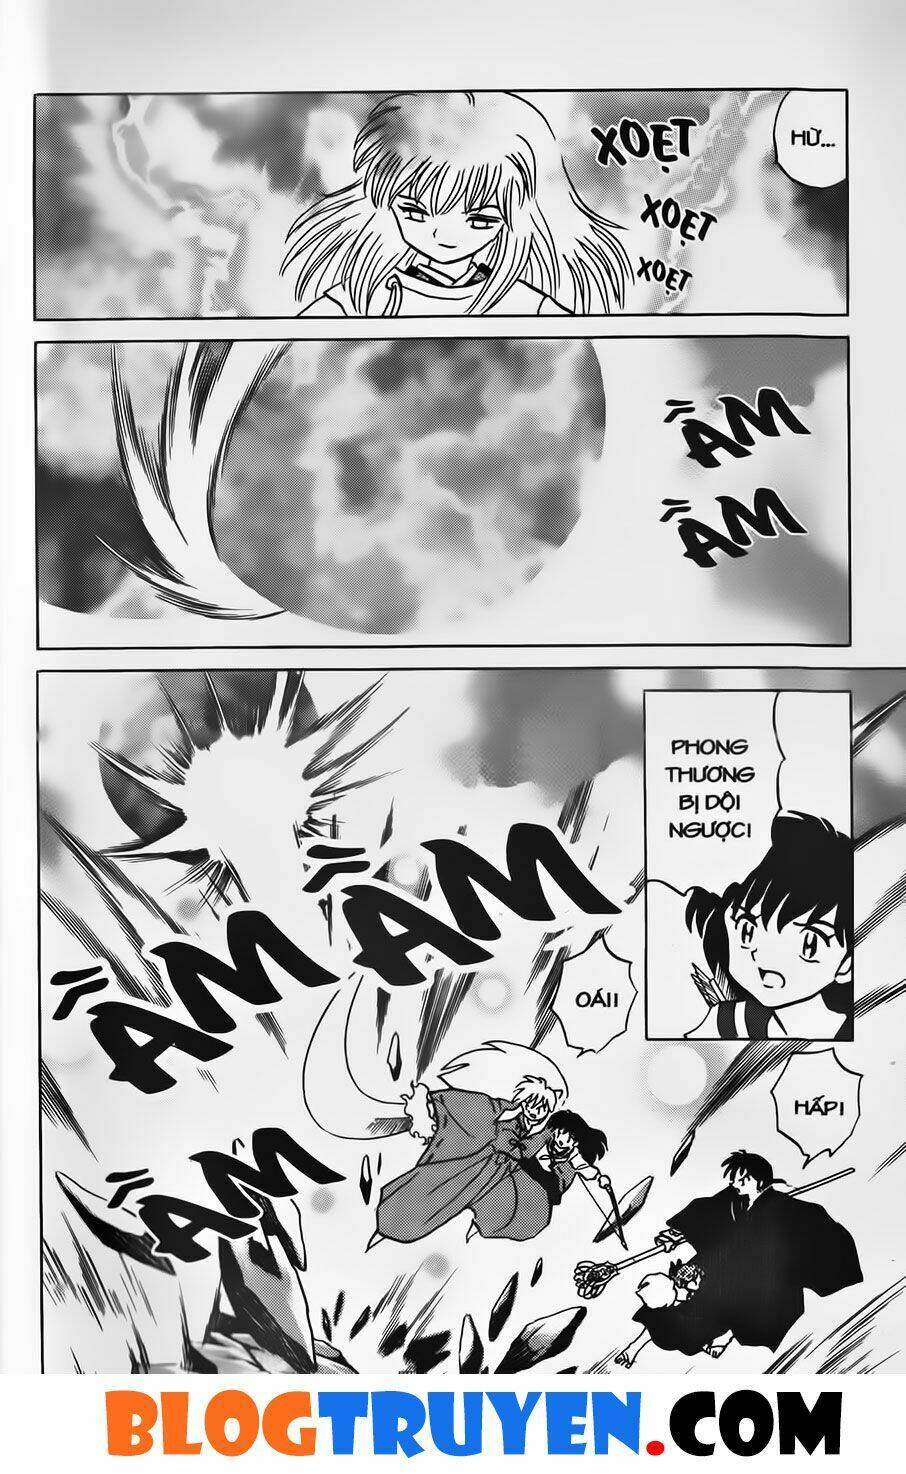 HỪ...
XOẸT
XOẸT
XOẸT
ẦM
ẦM
PHONG
THƯƠNG
BỊ DỘI
NGƯỢC!
ẦM
ẦM
OÁI!
HẤP!
ẦM
BLOGTRUYEN.COM